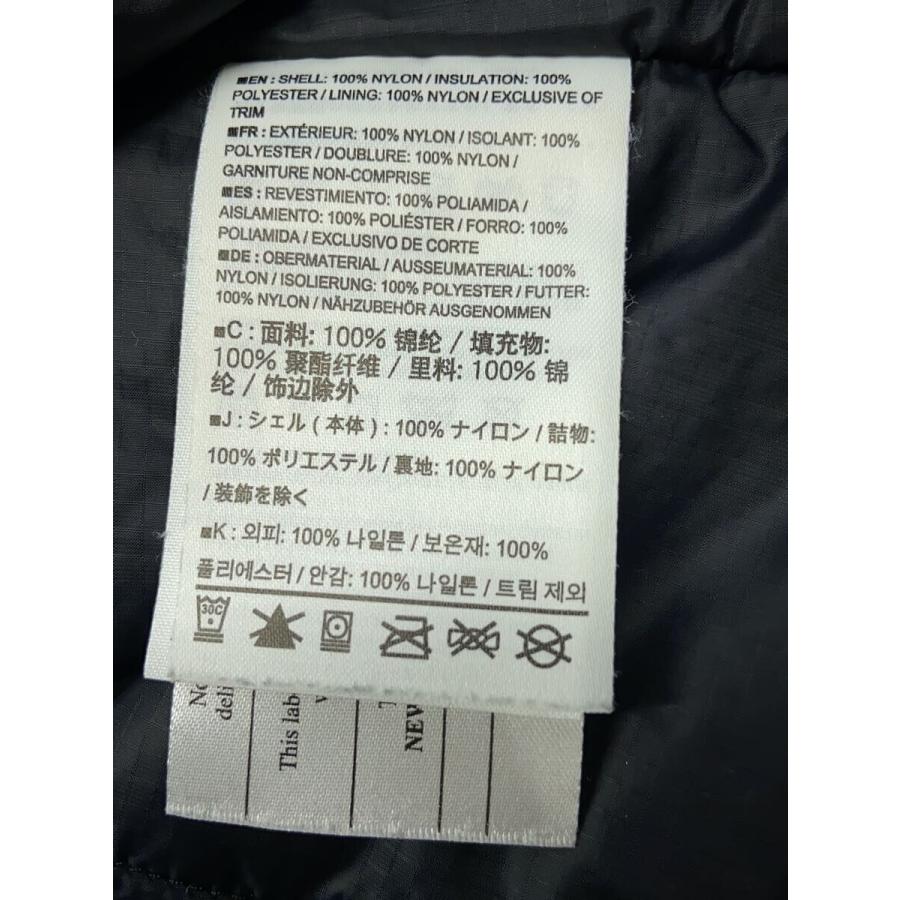 ■EN: SHELL: 100% NYLON / INSULATION: 100%
POLYESTER / LINING: 100% NYLON / EXCLUSIVE OF
TRIM
■FR: EXTÉRIEUR: 100% NYLON / ISOLANT: 100%
POLYESTER / DOUBLURE: 100% NYLON /
GARNITURE NON-COMPRISE
■ES: REVESTIMIENTO: 100% POLIAMIDA /
AISLAMIENTO: 100% POLIÉSTER / FORRO: 100%
POLIAMIDA / EXCLUSIVO DE CORTE
■DE: OBERMATERIAL / AUSSEUMATERIAL: 100%
NYLON / ISOLIERUNG: 100% POLYESTER / FUTTER:
100% NYLON / NÄHZUBEHÖR AUSGENOMMEN
■C: 面料: 100% 锦纶 / 填充物:
100% 聚酯纤维 / 里料: 100% 锦
纶 / 饰边除外
■J: シェル ( 本体 ) : 100% ナイロン / 詰物:
100% ポリエステル / 裏地: 100% ナイロン
/ 装飾を除く
■K: 외피: 100% 나일론 / 보온재: 100%
폴리에스터 / 안감: 100% 나일론 / 트림 제외
30C
This
NEW